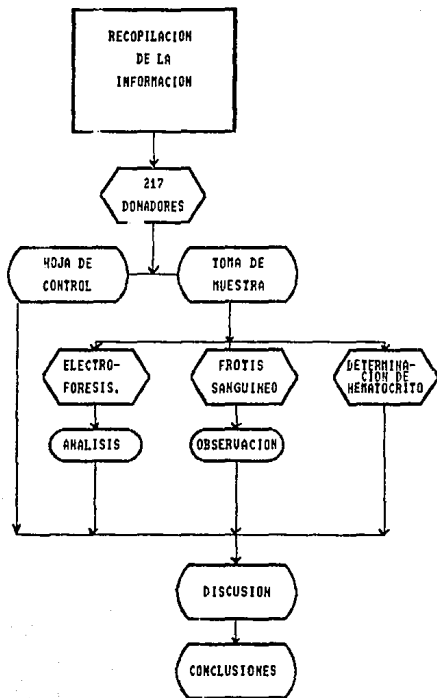 RECOPILACION
DE LA
INFORMACION
217
DONADORES
HOJA DE
CONTROL
TOMA DE
MUESTRA
ELECTRO-
FORESIS.
FROTIS
SANGUINEO
DETERMINA-
CION DE
HEMATOCRITO
ANALISIS
OBSERVACION
DISCUSION
CONCLUSIONES